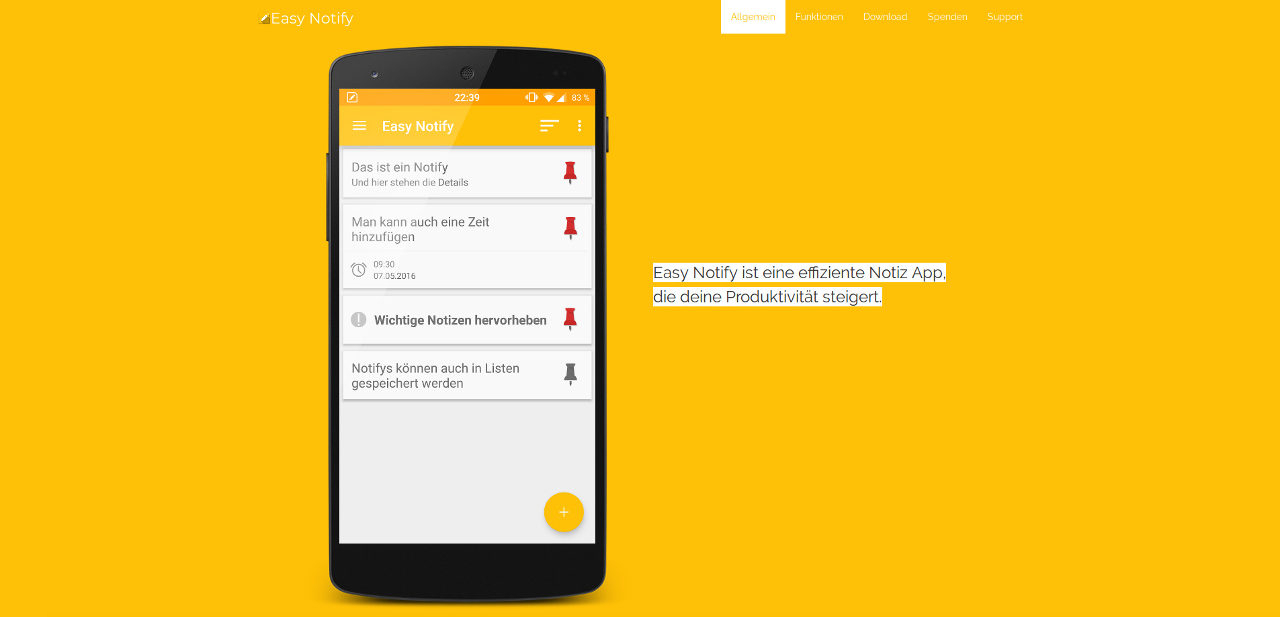 Easy Notify
Allgemein Funktionen Download Spenden Support
22:39 83 %
Easy Notify
Das ist ein Notify
Und hier stehen die Details
Man kann auch eine Zeit
hinzufügen
09:30
07.05.2016
Wichtige Notizen hervorheben
Notifys können auch in Listen
gespeichert werden
Easy Notify ist eine effiziente Notiz App,
die deine Produktivität steigert.